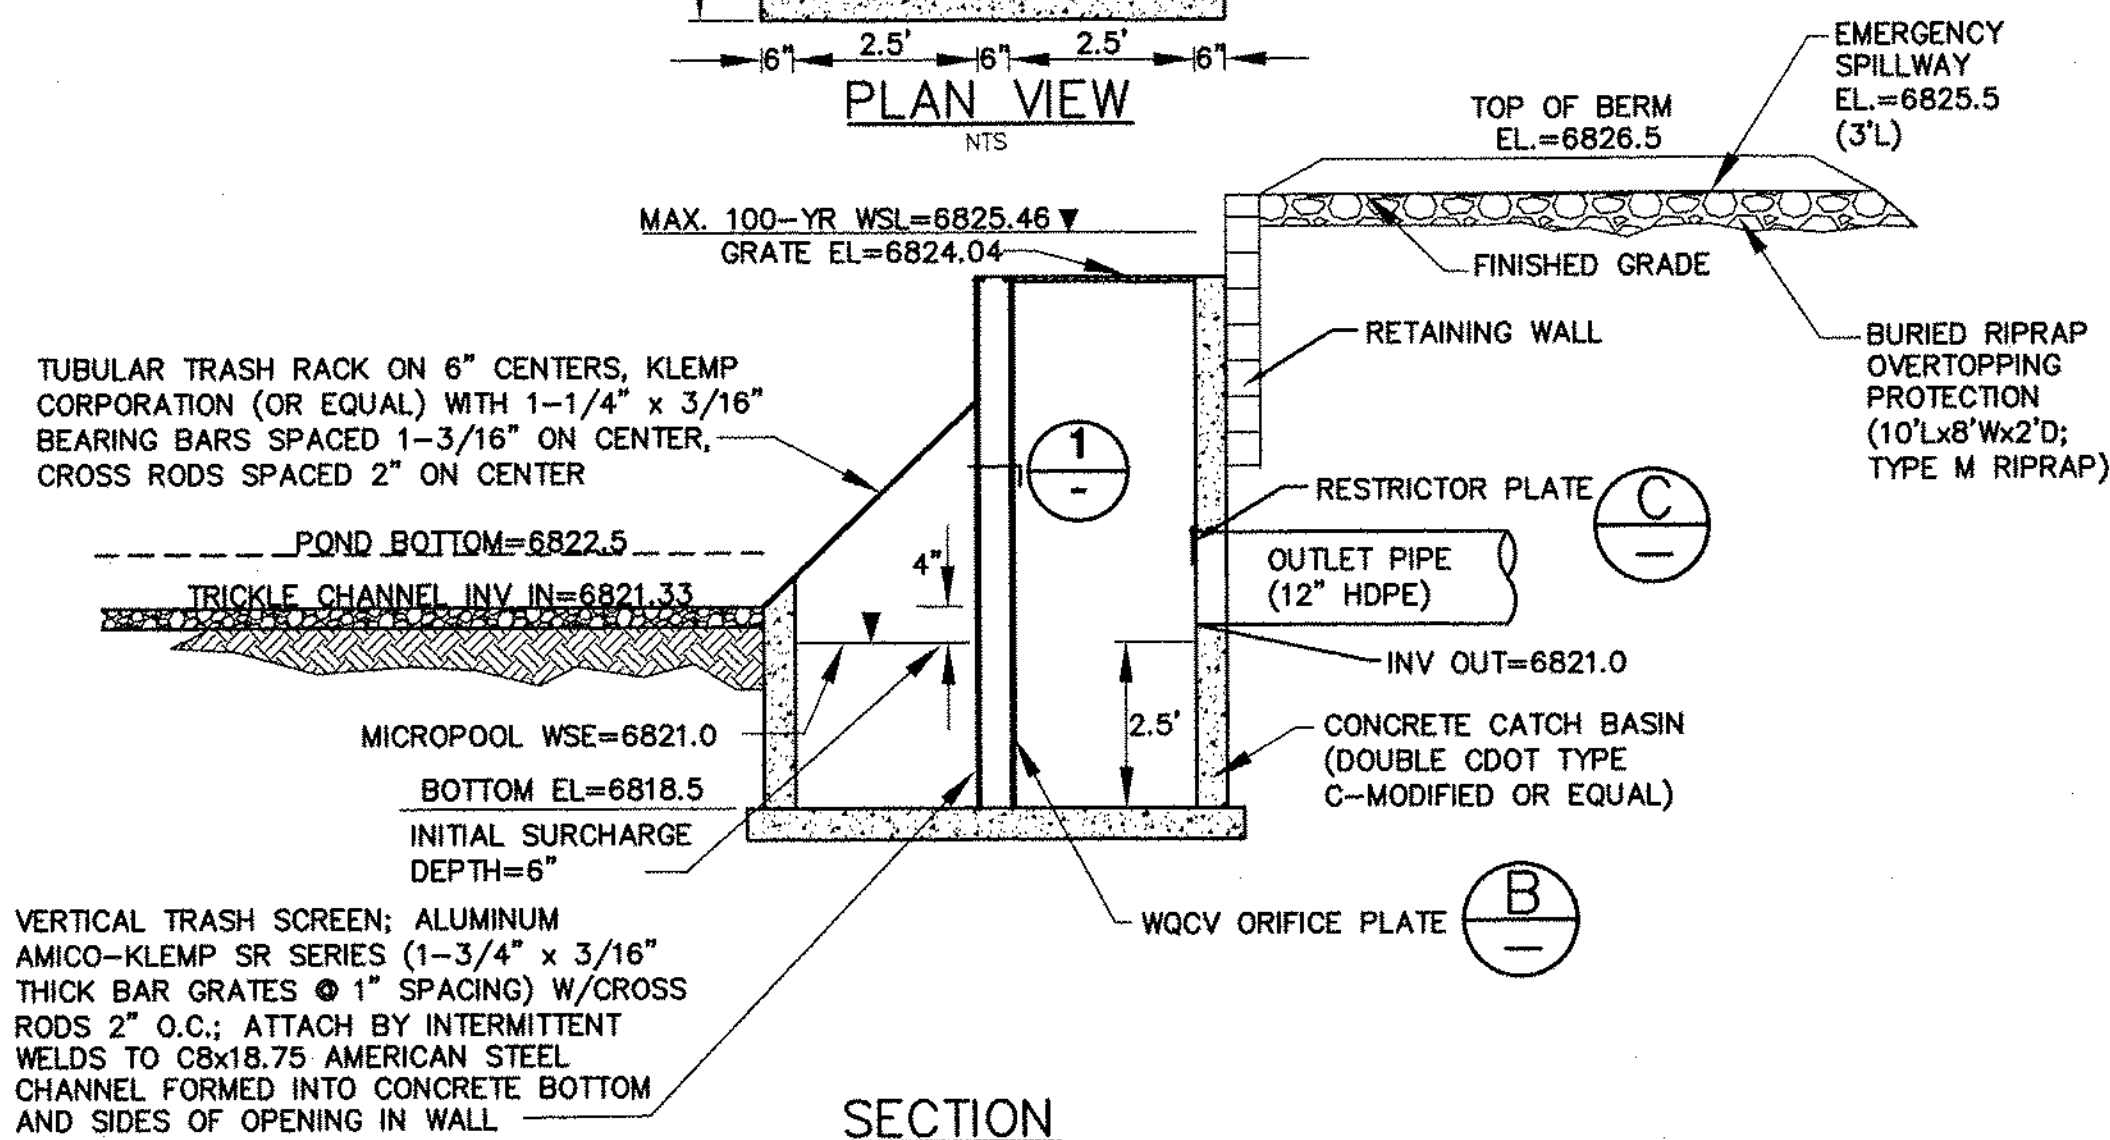 6" 2.5' 6" 2.5' 6"
PLAN VIEW
NTS
EMERGENCY
SPILLWAY
EL.=6825.5
(3'L)
TOP OF BERM
EL.=6826.5
MAX. 100-YR WSL=6825.46
GRATE EL=6824.04
FINISHED GRADE
RETAINING WALL
BURIED RIPRAP
OVERTOPPING
PROTECTION
(10'Lx8'Wx2'D;
TYPE M RIPRAP)
TUBULAR TRASH RACK ON 6" CENTERS, KLEMP
CORPORATION (OR EQUAL) WITH 1-1/4" x 3/16"
BEARING BARS SPACED 1-3/16" ON CENTER,
CROSS RODS SPACED 2" ON CENTER
1
-
RESTRICTOR PLATE
C
-
POND BOTTOM=6822.5
4"
OUTLET PIPE
(12" HDPE)
TRICKLE CHANNEL INV IN=6821.33
INV OUT=6821.0
MICROPOOL WSE=6821.0
2.5'
CONCRETE CATCH BASIN
(DOUBLE CDOT TYPE
C-MODIFIED OR EQUAL)
BOTTOM EL=6818.5
INITIAL SURCHARGE
DEPTH=6"
WQCV ORIFICE PLATE
B
-
VERTICAL TRASH SCREEN; ALUMINUM
AMICO-KLEMP SR SERIES (1-3/4" x 3/16"
THICK BAR GRATES @ 1" SPACING) W/CROSS
RODS 2" O.C.; ATTACH BY INTERMITTENT
WELDS TO C8x18.75 AMERICAN STEEL
CHANNEL FORMED INTO CONCRETE BOTTOM
AND SIDES OF OPENING IN WALL
SECTION